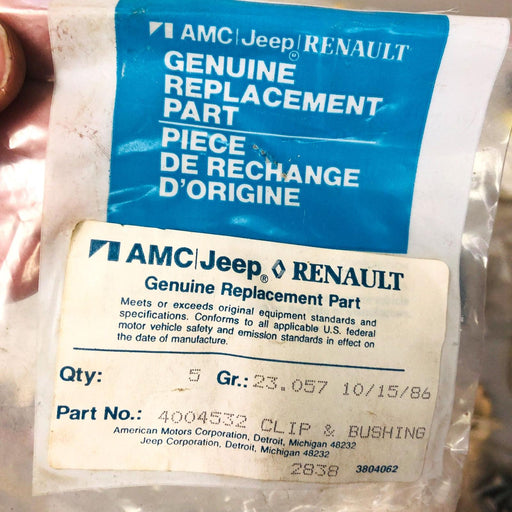 AMC|Jeep|RENAULT
GENUINE
REPLACEMENT
PART
PIECE
DE RECHANGE
D'ORIGINE
AMC|Jeep® RENAULT
Genuine Replacement Part
Meets or exceeds original equipment standards and
specifications. Conforms to all applicable U.S. federal
motor vehicle safety and emission standards in effect on
the date of manufacture.
Qty: 5 Gr.: 23.057 10/15/86
Part No.: 4004532 CLIP & BUSHING
American Motors Corporation, Detroit, Michigan 48232
Jeep Corporation, Detroit, Michigan 48232
2838 3804062